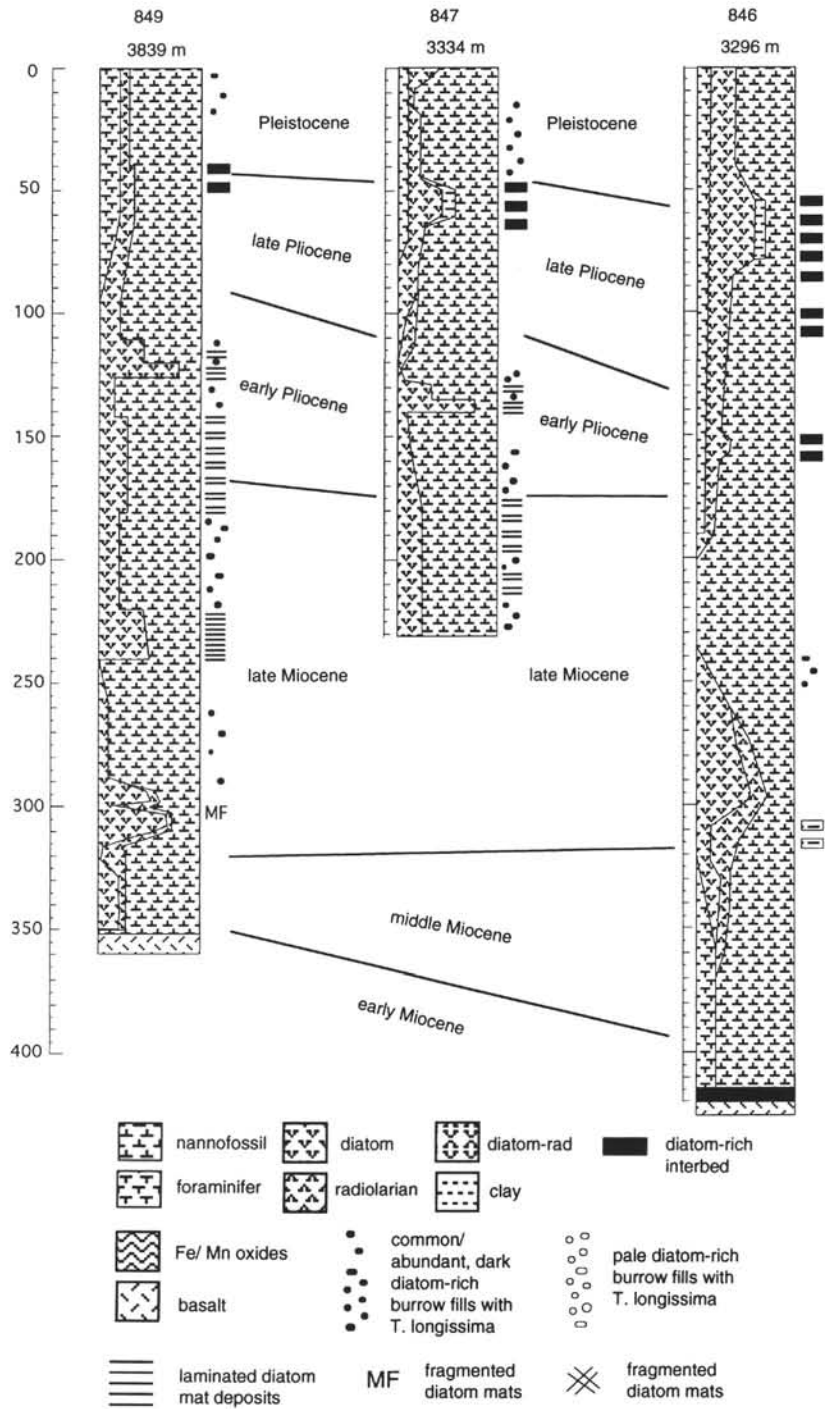 849 847 846
3839 m 3334 m 3296 m
0
Pleistocene Pleistocene
50
late Pliocene late Pliocene
100
early Pliocene early Pliocene
150
200
late Miocene late Miocene
250
300
MF
middle Miocene
350
early Miocene
400
nannofossil diatom diatom-rad diatom-rich
interbed
foraminifer radiolarian clay
Fe/ Mn oxides
basalt
common/
abundant, dark
diatom-rich
burrow fills with
T. longissima
pale diatom-rich
burrow fills with
T. longissima
laminated diatom
mat deposits
MF fragmented
diatom mats
fragmented
diatom mats